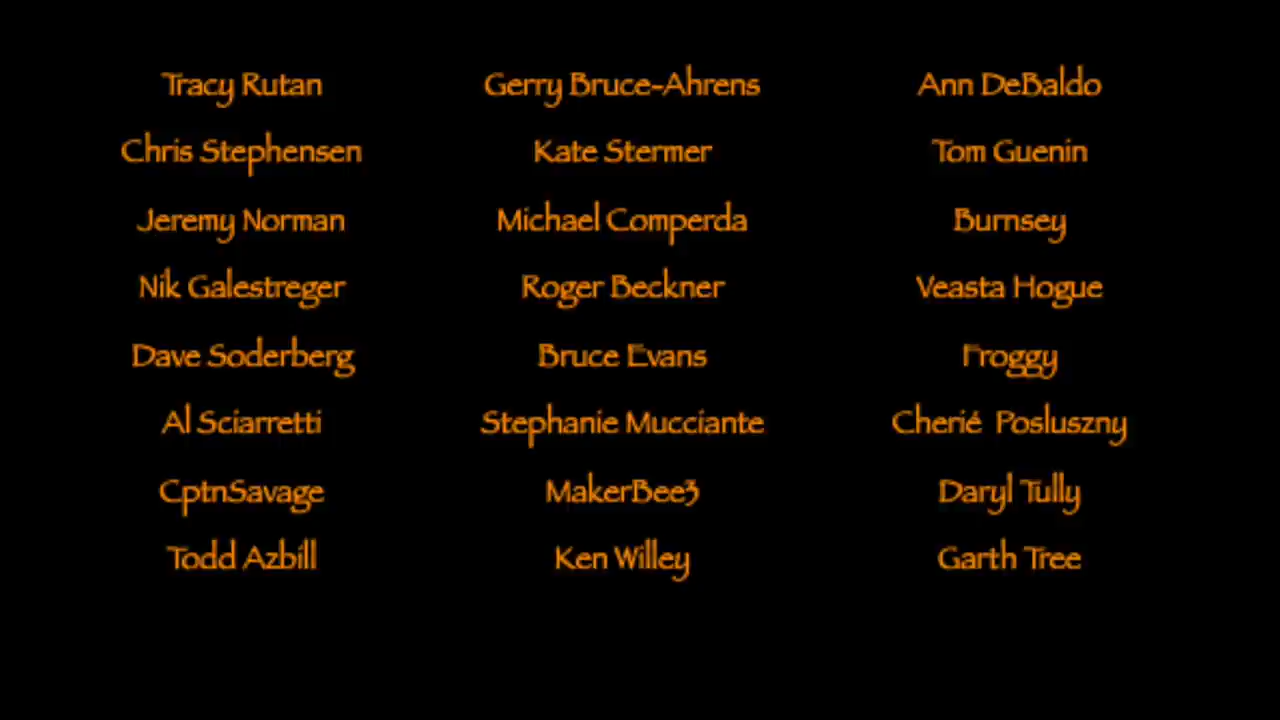 Tracy Rutan Gerry Bruce-Ahrens Ann DeBaldo
Chris Stephensen Kate Stermer Tom Guenin
Jeremy Norman Michael Comperda Burnsey
Nik Galestreger Roger Beckner Veasta Hogue
Dave Soderberg Bruce Evans Froggy
Al Sciarretti Stephanie Mucciante Cherié Posluszny
CptnSavage MakerBee3 Daryl Tully
Todd Azbill Ken Willey Garth Tree